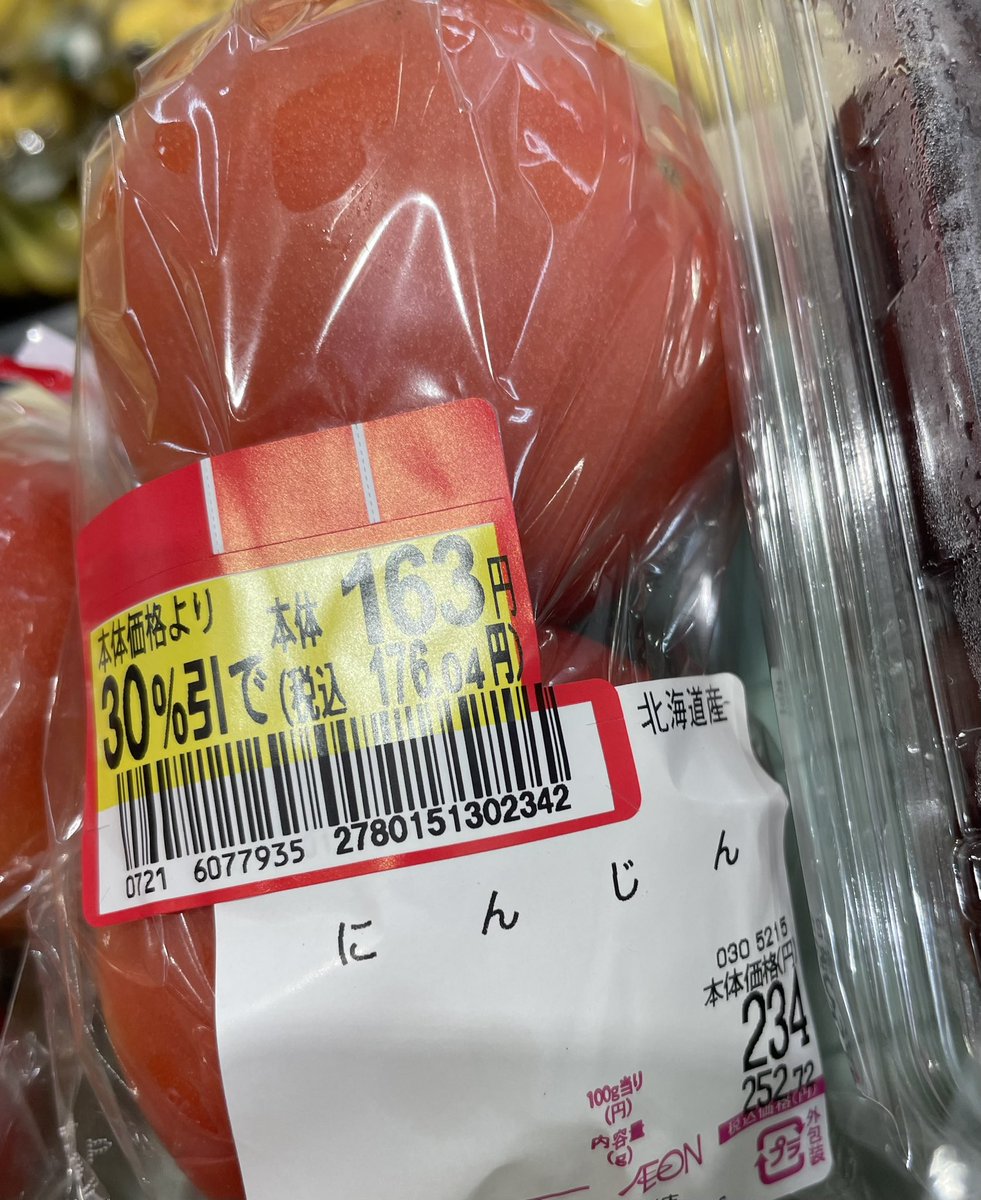 本体価格より 本体 163円
30%引で(税込 176.04円)
0721 6077935 2780151302342
北海道産
にんじん
030 5215
本体価格(円)
234
252.72
税込価格(円)
100g当り
(円)
内容量
(g)
プラ
外包装
ÆON